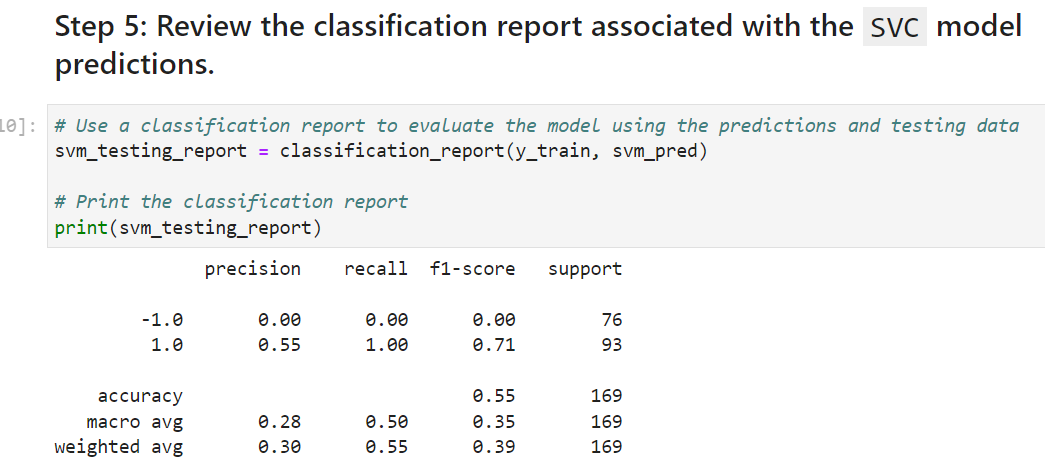 Step 5: Review the classification report associated with the SVC model
predictions.
10]: # Use a classification report to evaluate the model using the predictions and testing data
svm_testing_report = classification_report(y_train, svm_pred)
# Print the classification report
print(svm_testing_report)
precision recall f1-score support
-1.0 0.00 0.00 0.00 76
1.0 0.55 1.00 0.71 93
accuracy 0.55 169
macro avg 0.28 0.50 0.35 169
weighted avg 0.30 0.55 0.39 169